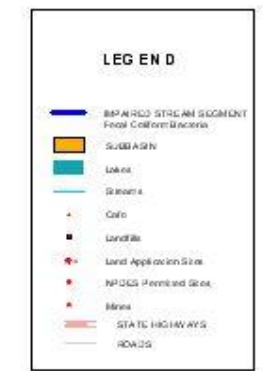 LEGEND
IMPAIRED STREAM SEGMENT
Fecal Coliform Bacteria
SUBBASIN
Lakes
Streams
Cafo
Landfills
Land Application Sites
NPDES Permitted Sites
Mines
STATE HIGHWAYS
ROADS